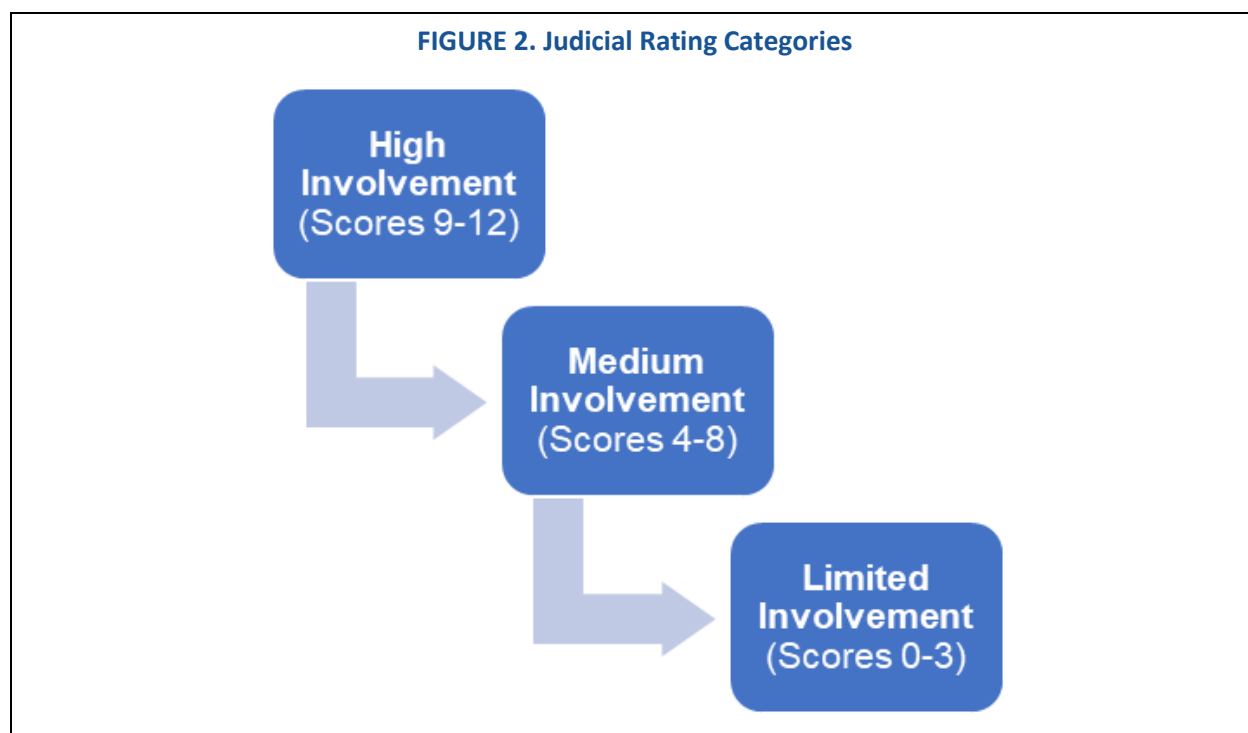 FIGURE 2. Judicial Rating Categories
High
Involvement
(Scores 9-12)
Medium
Involvement
(Scores 4-8)
Limited
Involvement
(Scores 0-3)